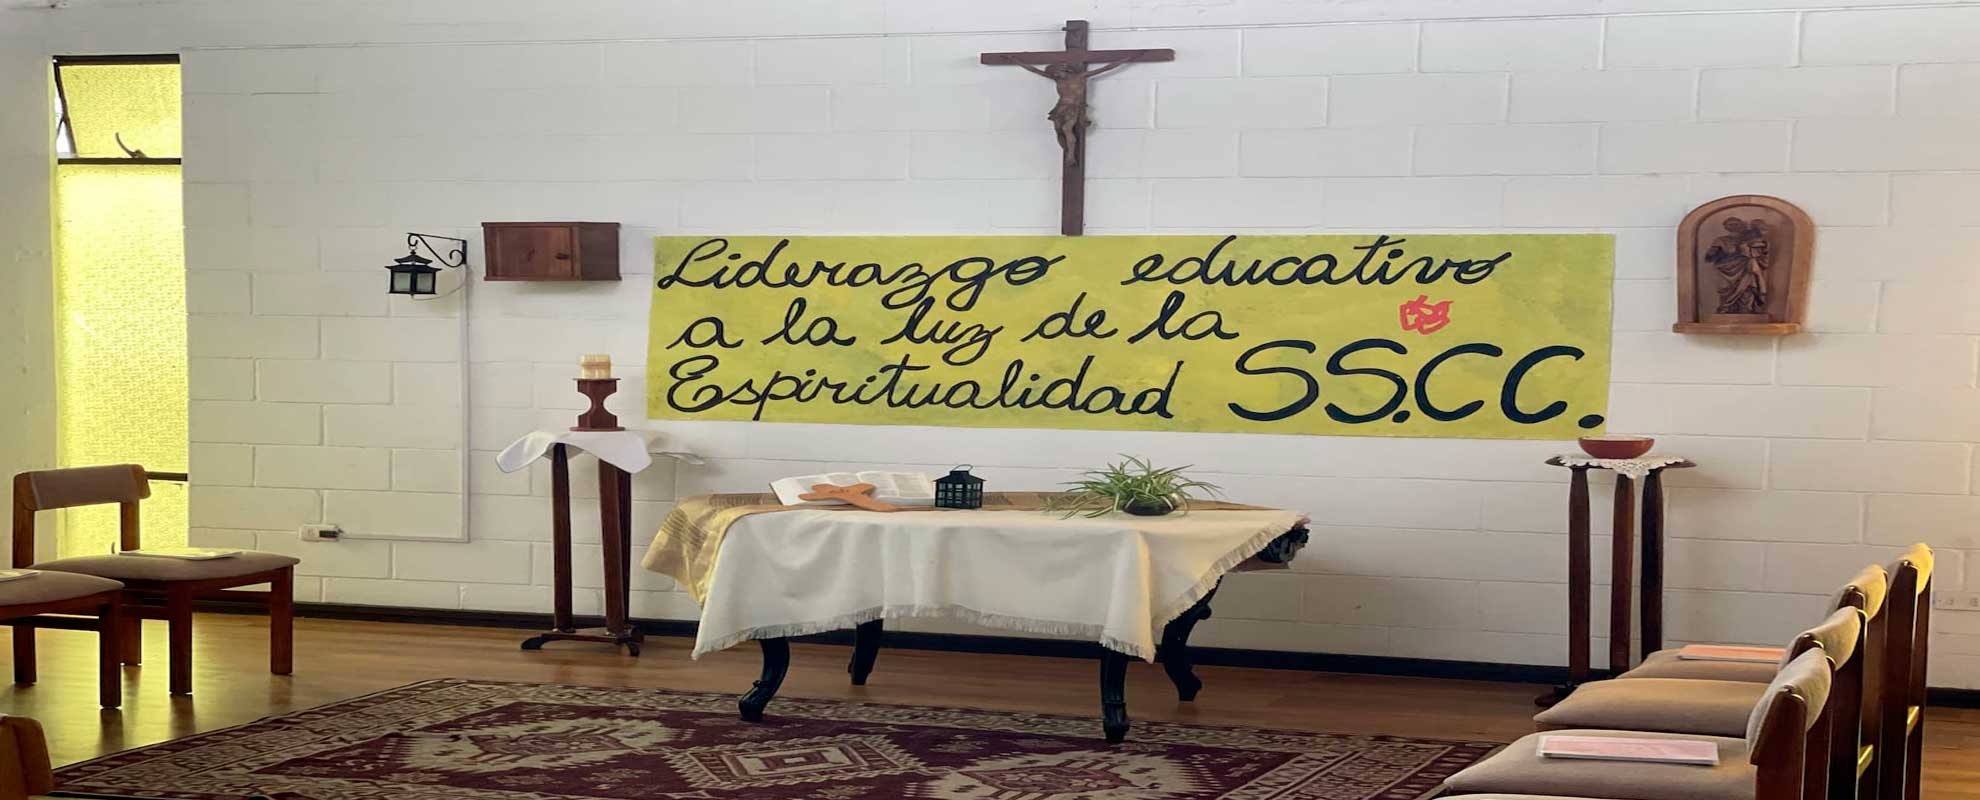 Liderazgo educativo
a la luz de la
Espiritualidad SS.CC.